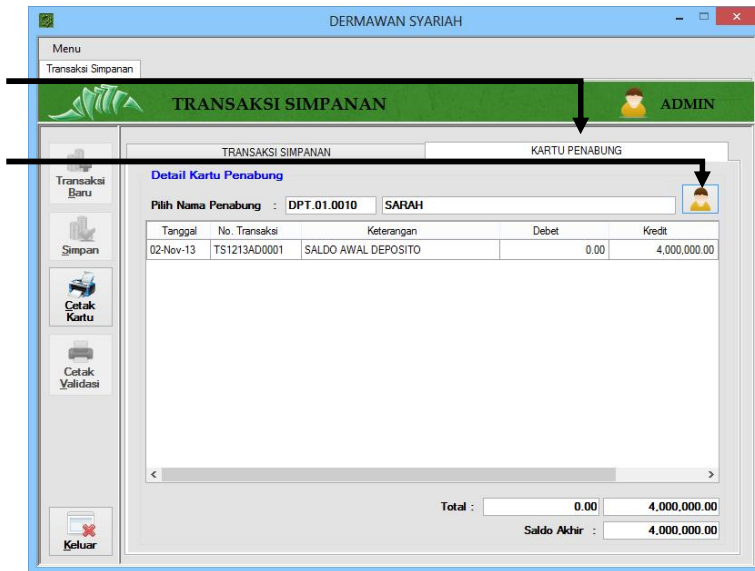 DERMAWAN SYARIAH
Menu
Transaksi Simpanan
TRANSAKSI SIMPANAN
ADMIN
TRANSAKSI SIMPANAN
KARTU PENABUNG
Transaksi
Baru
Simpan
Cetak
Kartu
Cetak
Validasi
Keluar
Detail Kartu Penabung
Pilih Nama Penabung : DPT.01.0010 SARAH
Tanggal No. Transaksi Keterangan Debet Kredit
02-Nov-13 TS1213AD0001 SALDO AWAL DEPOSITO 0.00 4,000,000.00
Total : 0.00 4,000,000.00
Saldo Akhir : 4,000,000.00